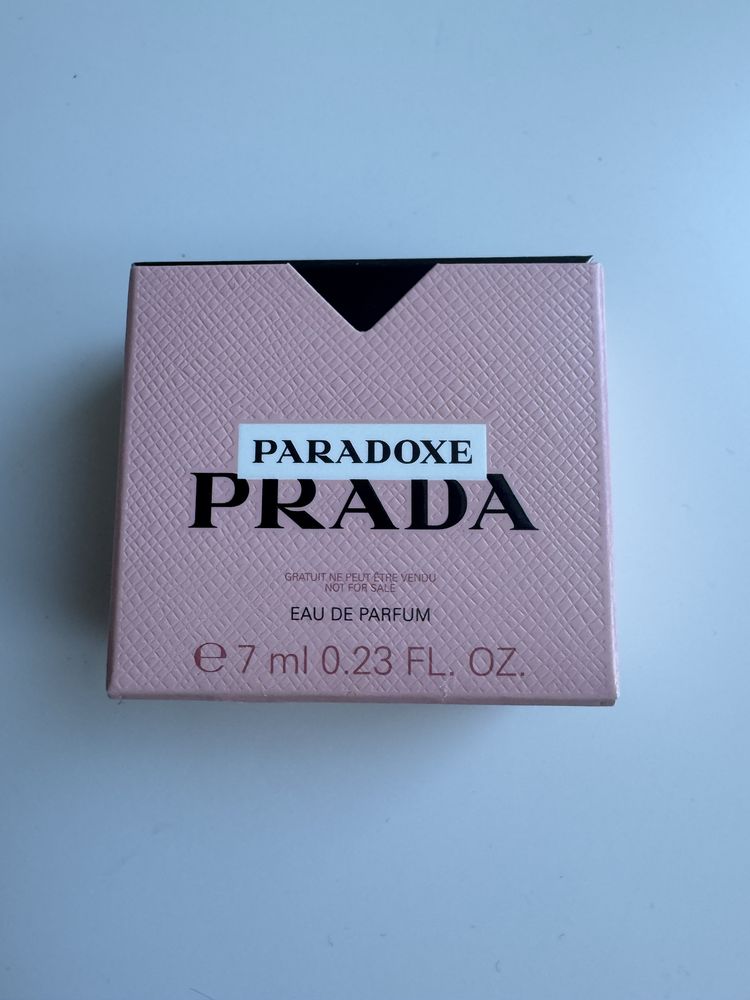 PARADOXE
PRADA
GRATUIT NE PEUT ÊTRE VENDU
NOT FOR SALE
EAU DE PARFUM
℮ 7 ml 0.23 FL. OZ.